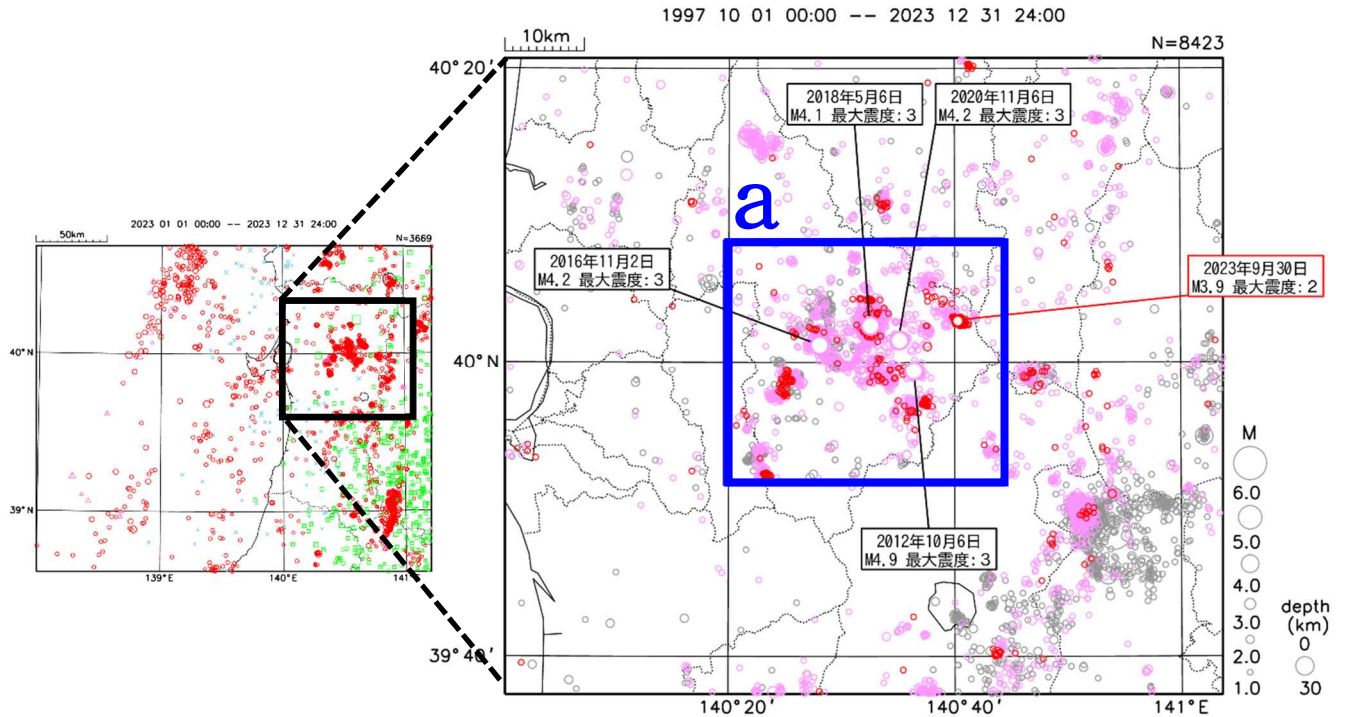 1997 10 01 00:00 -- 2023 12 31 24:00
10km
N=8423
40°20′
2018年5月6日
M4.1 最大震度:3
2020年11月6日
M4.2 最大震度:3
a
2023 01 01 00:00 -- 2023 12 31 24:00
50km
N=3669
2016年11月2日
M4.2 最大震度:3
2023年9月30日
M3.9 最大震度:2
40°N
40°N
M
6.0
5.0
4.0
3.0
2.0
1.0
39°N
2012年10月6日
M4.9 最大震度:3
139°E
140°E
depth
(km)
0
30
39°40′
140°20′
140°40′
141°E